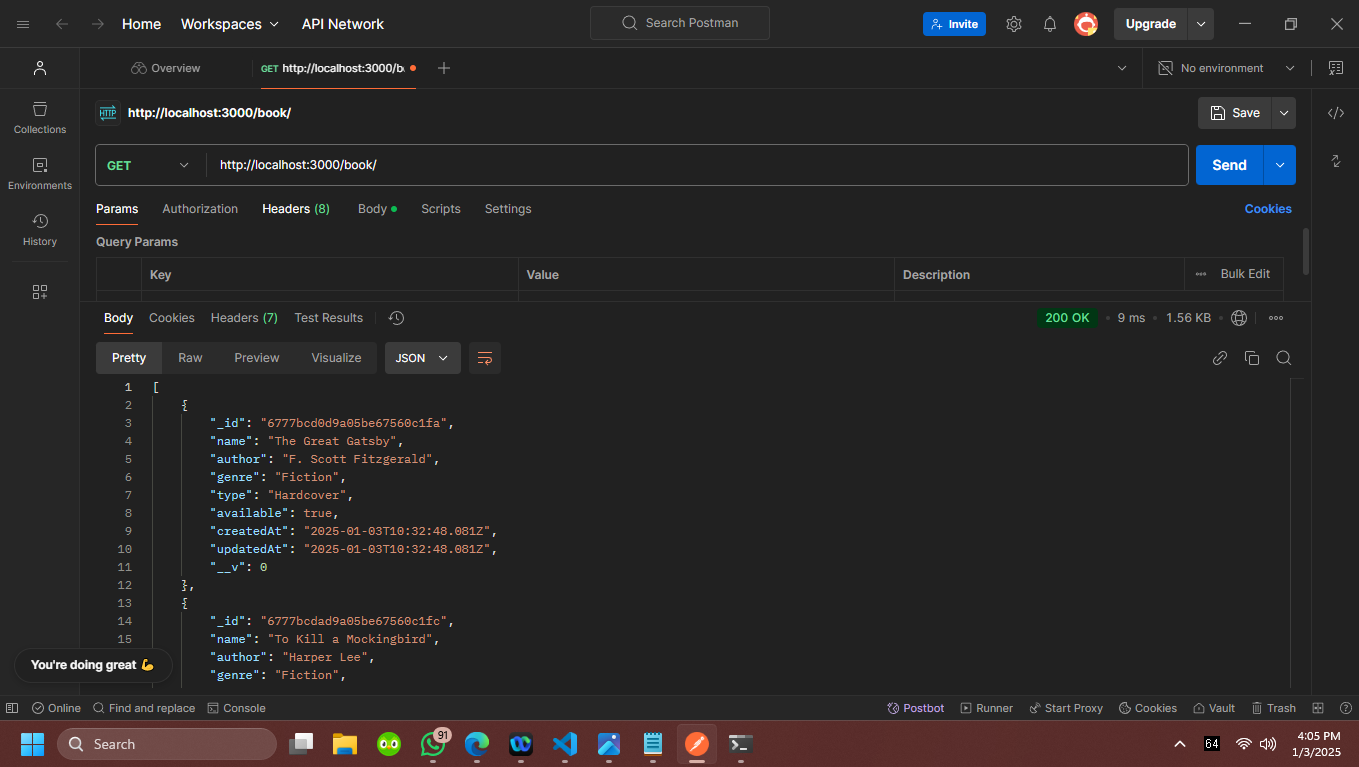 Home Workspaces API Network Search Postman Invite Upgrade
Overview GET http://localhost:3000/b No environment
HTTP http://localhost:3000/book/ Save
Collections
GET http://localhost:3000/book/ Send
Environments
Params Authorization Headers (8) Body Scripts Settings Cookies
History
Query Params
Key Value Description Bulk Edit
Body Cookies Headers (7) Test Results 200 OK 9 ms 1.56 KB
Pretty Raw Preview Visualize JSON
1 [
2 {
3 "_id": "6777bcd0d9a05be67560c1fa",
4 "name": "The Great Gatsby",
5 "author": "F. Scott Fitzgerald",
6 "genre": "Fiction",
7 "type": "Hardcover",
8 "available": true,
9 "createdAt": "2025-01-03T10:32:48.081Z",
10 "updatedAt": "2025-01-03T10:32:48.081Z",
11 "__v": 0
12 },
13 {
14 "_id": "6777bcdad9a05be67560c1fc",
15 "name": "To Kill a Mockingbird",
"author": "Harper Lee",
You're doing great 💪
"genre": "Fiction",
Online Find and replace Console Postbot Runner Start Proxy Cookies Vault Trash
Search 91 64 4:05 PM
1/3/2025